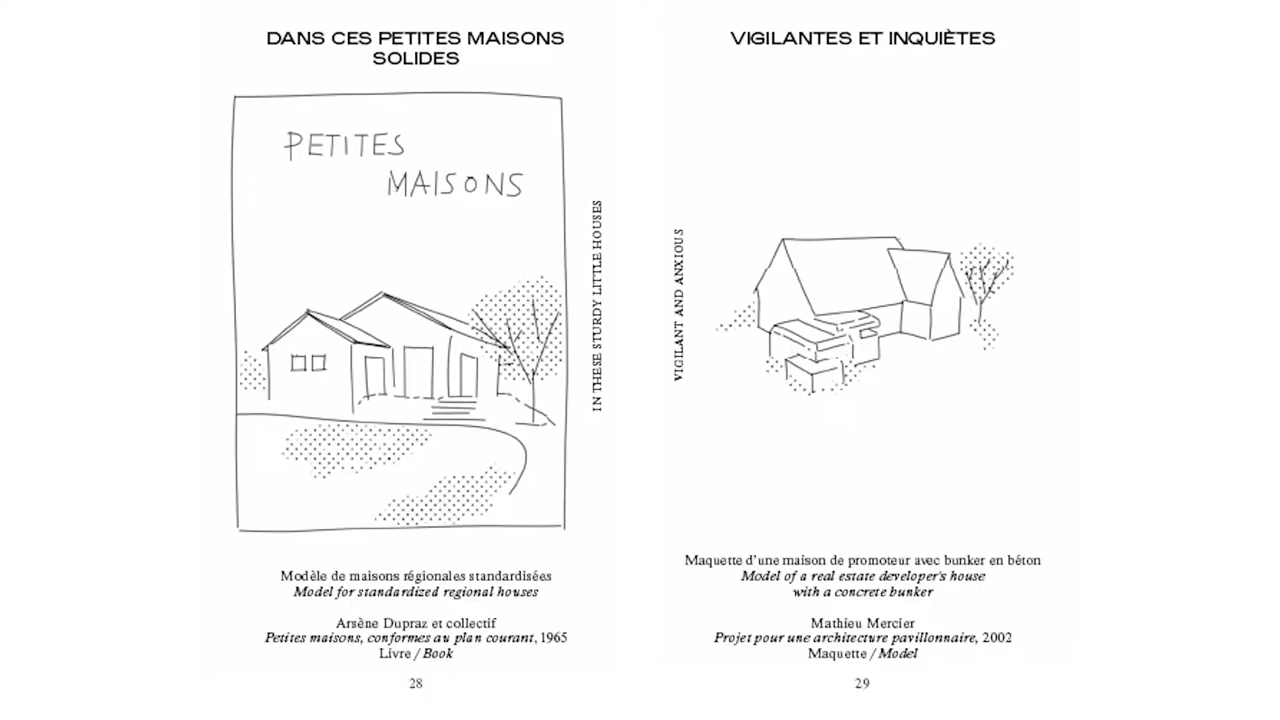 DANS CES PETITES MAISONS
SOLIDES
PETITES
MAISONS
IN THESE STURDY LITTLE HOUSES
Modèle de maisons régionales standardisées
Model for standardized regional houses
Arsène Dupraz et collectif
Petites maisons, conformes au plan courant, 1965
Livre / Book
28
VIGILANTES ET INQUIÈTES
VIGILANT AND ANXIOUS
Maquette d'une maison de promoteur avec bunker en béton
Model of a real estate developer's house
with a concrete bunker
Mathieu Mercier
Projet pour une architecture pavillonnaire, 2002
Maquette / Model
29